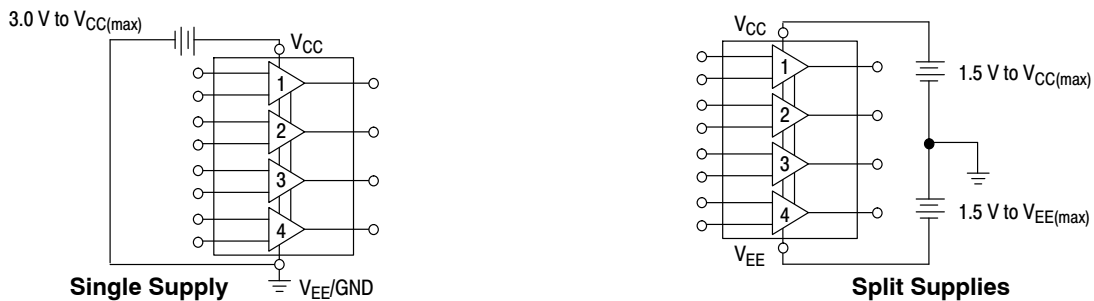 3.0 V to VCC(max)
VCC
1
2
3
4
VEE/GND
Single Supply
VCC
1
2
3
4
VEE
1.5 V to VCC(max)
1.5 V to VEE(max)
Split Supplies